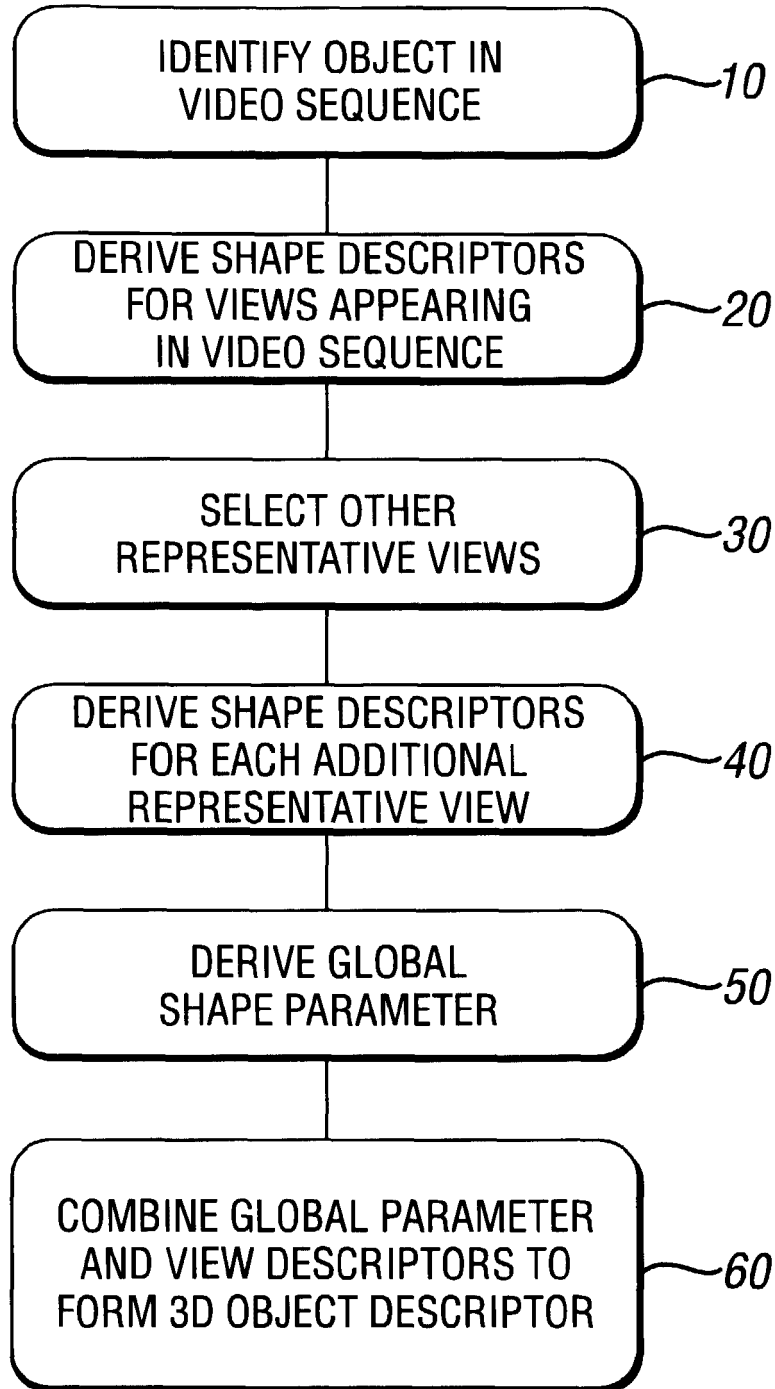 IDENTIFY OBJECT IN
VIDEO SEQUENCE
10
DERIVE SHAPE DESCRIPTORS
FOR VIEWS APPEARING
IN VIDEO SEQUENCE
20
SELECT OTHER
REPRESENTATIVE VIEWS
30
DERIVE SHAPE DESCRIPTORS
FOR EACH ADDITIONAL
REPRESENTATIVE VIEW
40
DERIVE GLOBAL
SHAPE PARAMETER
50
COMBINE GLOBAL PARAMETER
AND VIEW DESCRIPTORS TO
FORM 3D OBJECT DESCRIPTOR
60